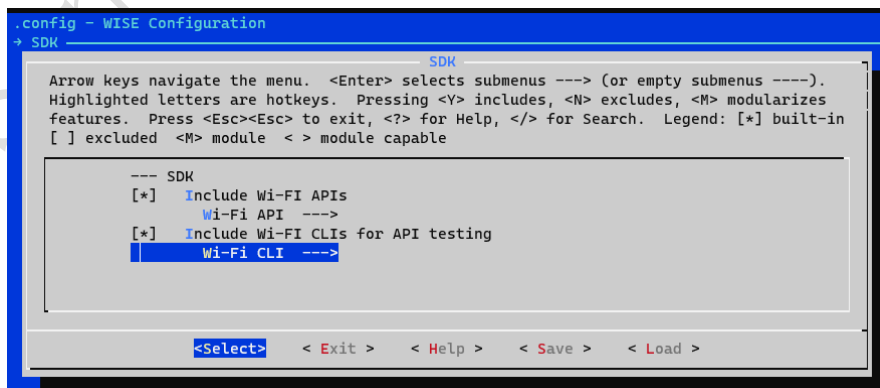 .config - WISE Configuration
→ SDK
SDK
Arrow keys navigate the menu.  <Enter> selects submenus ---> (or empty submenus ----).
Highlighted letters are hotkeys.  Pressing <Y> includes, <N> excludes, <M> modularizes
features.  Press <Esc><Esc> to exit, <?> for Help, </> for Search.  Legend: [*] built-in
[ ] excluded  <M> module  < > module capable
--- SDK
[*]   Include Wi-FI APIs
Wi-Fi API  --->
[*]   Include Wi-FI CLIs for API testing
Wi-Fi CLI  --->
<Select>    < Exit >    < Help >    < Save >    < Load >